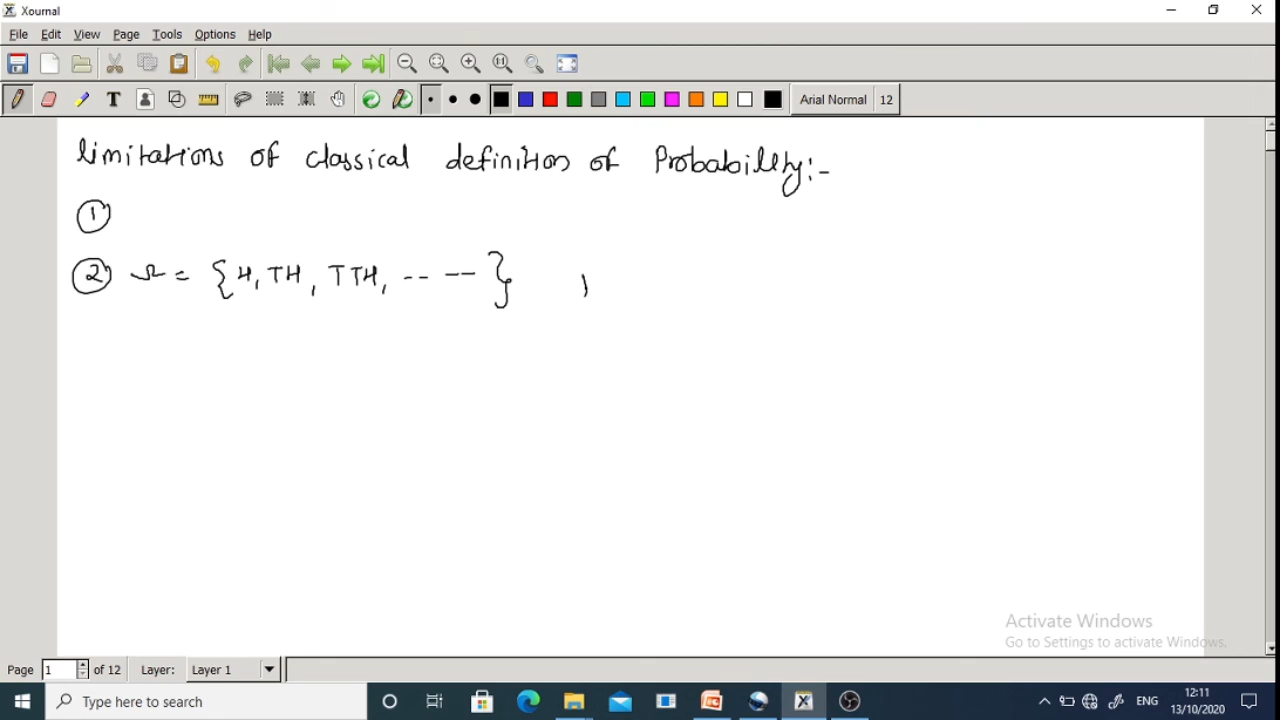 Xournal
File Edit View Page Tools Options Help
Arial Normal 12
limitations of classical definition of Probability:-
①
② Ω = {H, TH, TTH, -- -- }
Activate Windows
Go to Settings to activate Windows.
Page 1 of 12 Layer: Layer 1
Type here to search
ENG
12:11
13/10/2020